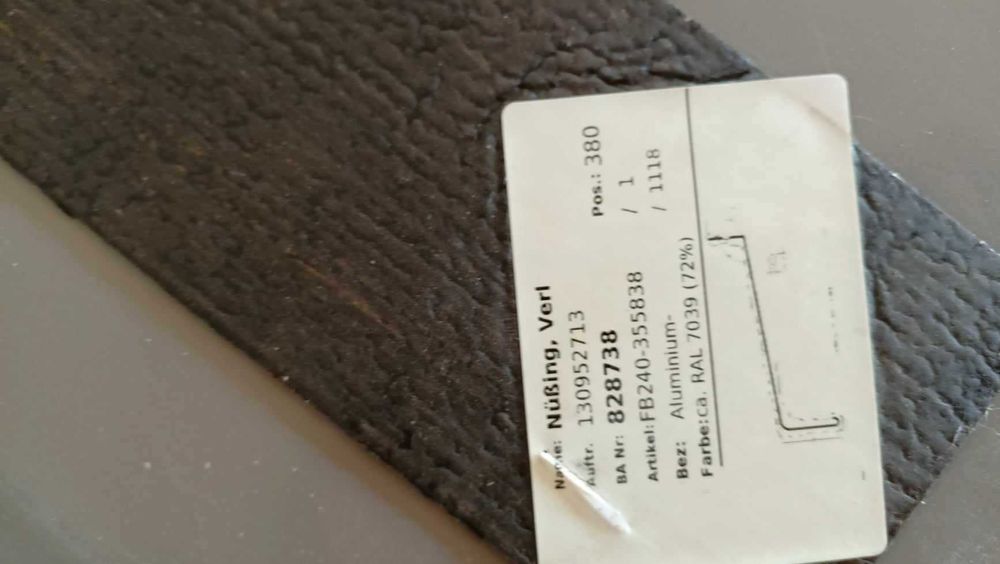 Name: Nüßing, Verl
Auftr. 130952713 Pos.: 380
BA Nr: 828738 / 1
Artikel: FB240-355838 / 1118
Bez: Aluminium-
Farbe: ca. RAL 7039 (72%)